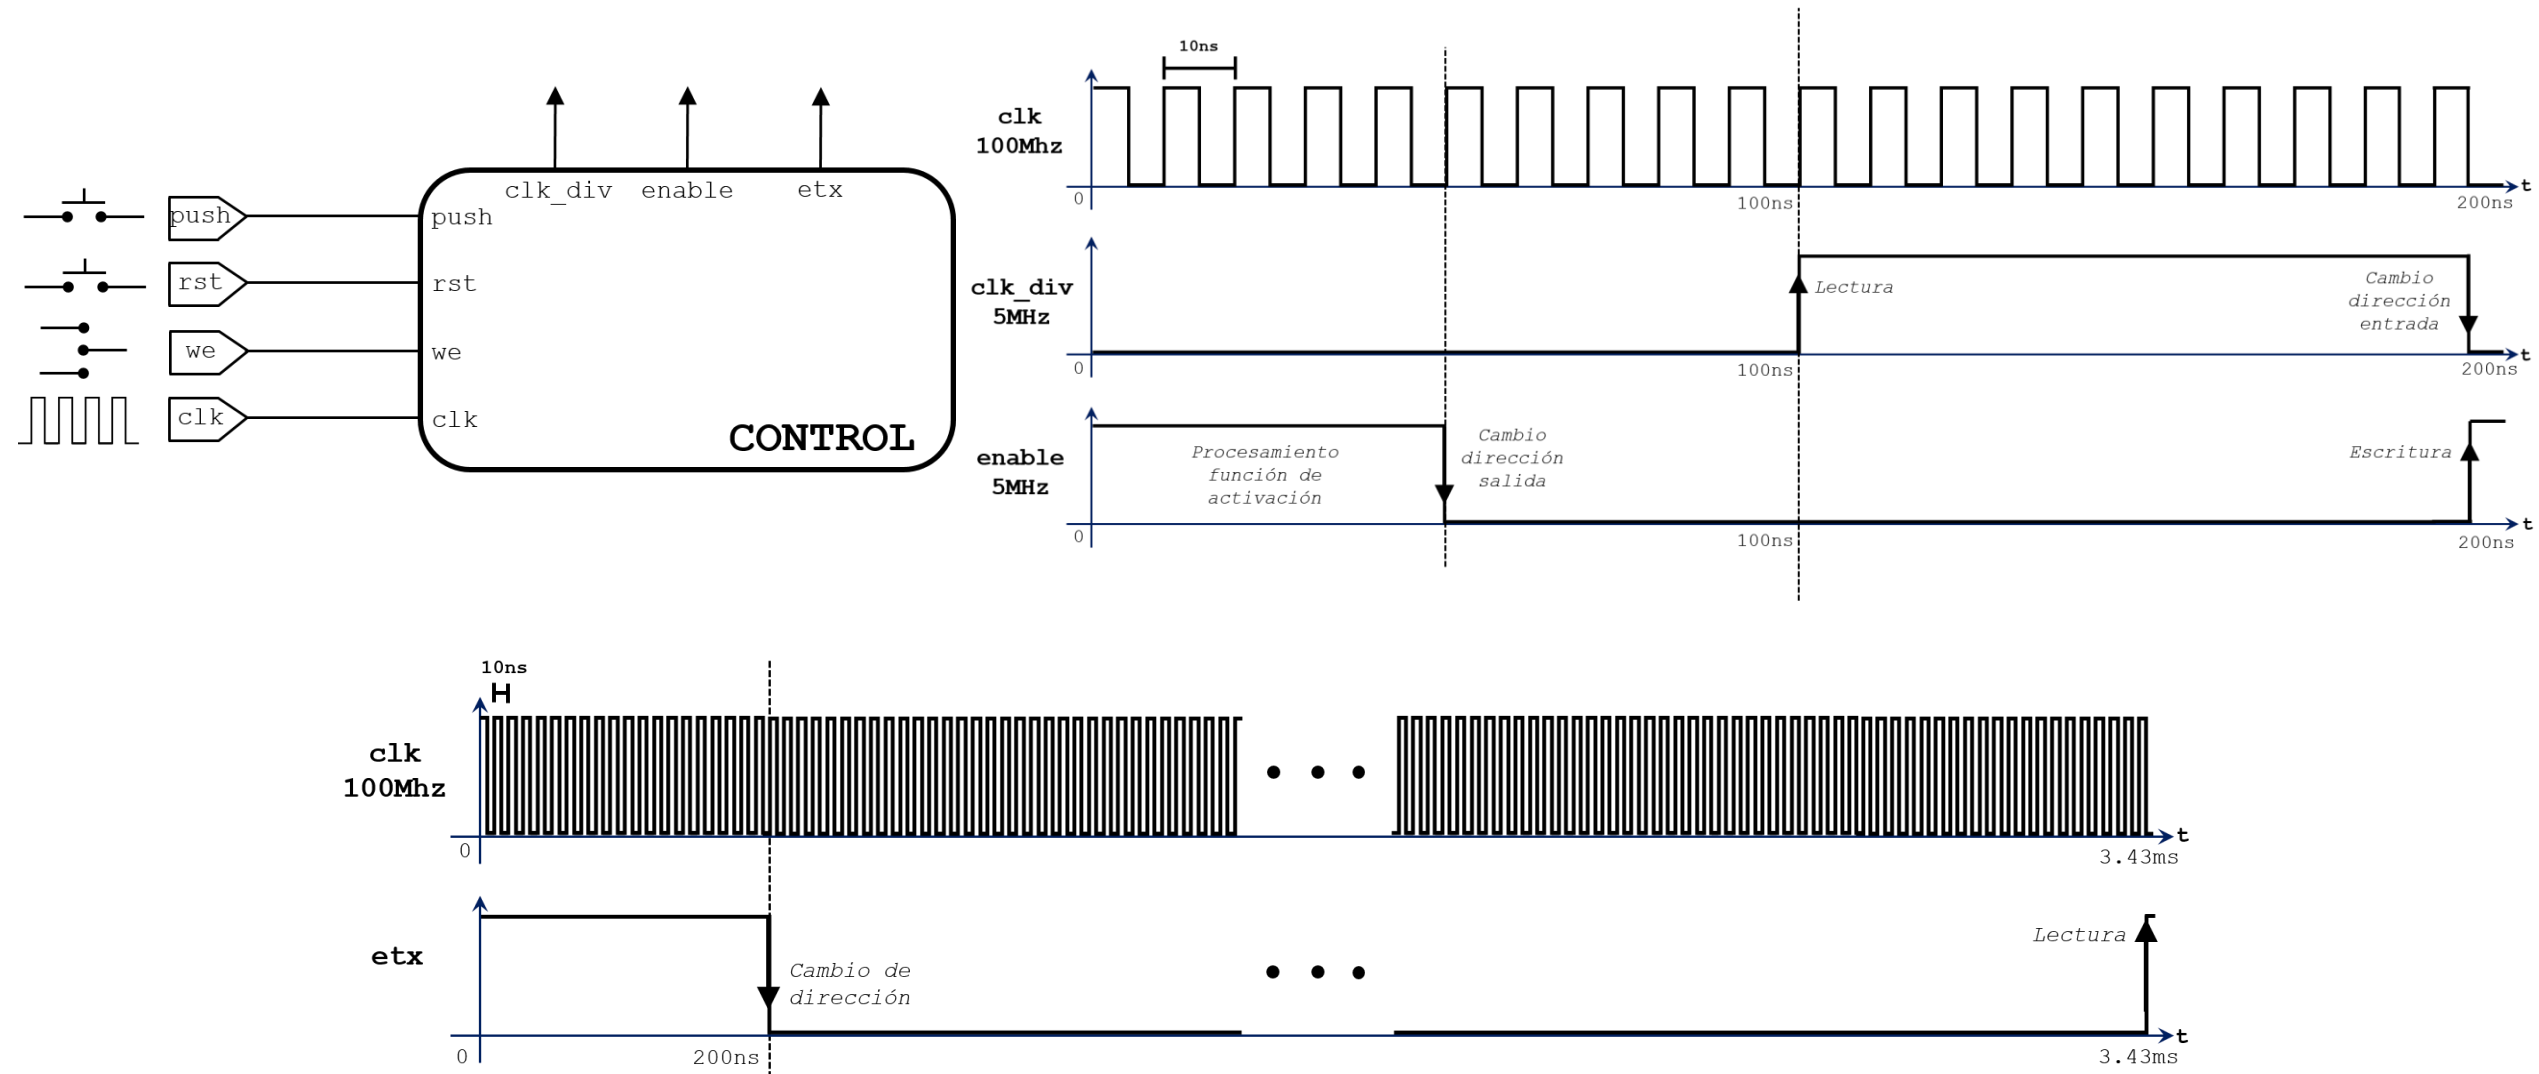 clk_div enable etx
push push
rst rst
we we
clk clk
CONTROL
10ns
clk
100Mhz
0
100ns
200ns
t
clk_div
5MHz
Lectura
Cambio
dirección
entrada
0
100ns
200ns
t
enable
5MHz
Procesamiento
función de
activación
Cambio
dirección
salida
Escritura
0
100ns
200ns
t
10ns
clk
100Mhz
0
t
3.43ms
etx
Cambio de
dirección
Lectura
0
200ns
t
3.43ms